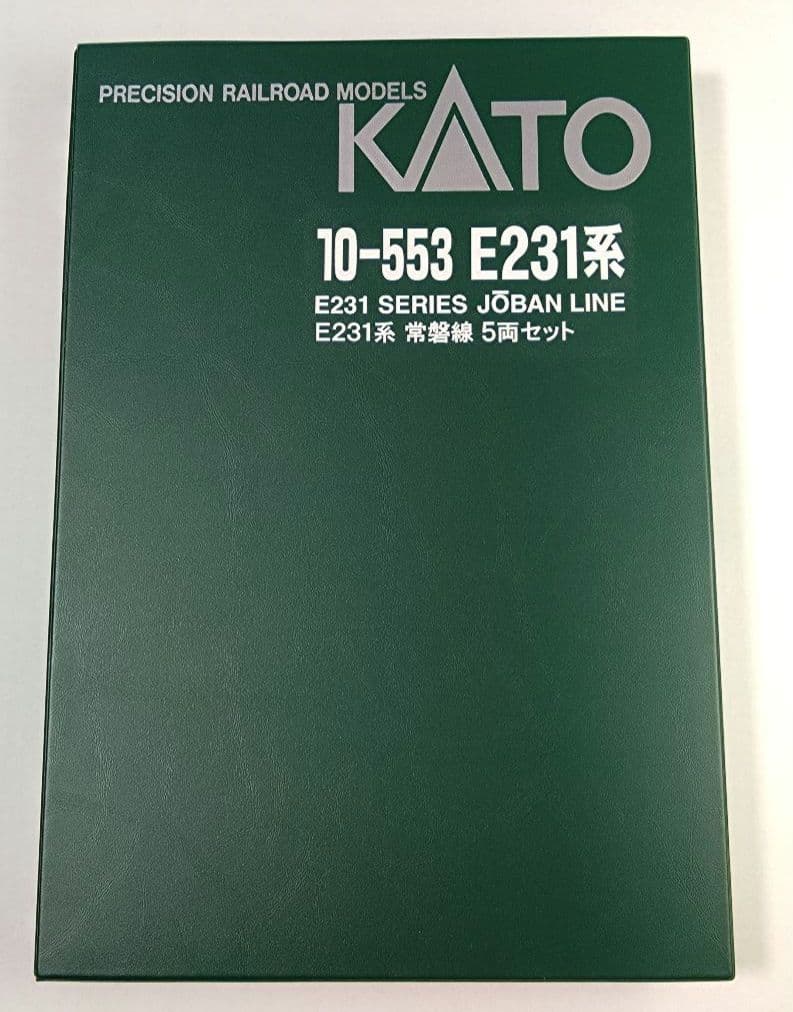 PRECISION RAILROAD MODELS
KATO
10-553 E231系
E231 SERIES JŌBAN LINE
E231系 常磐線 5両セット